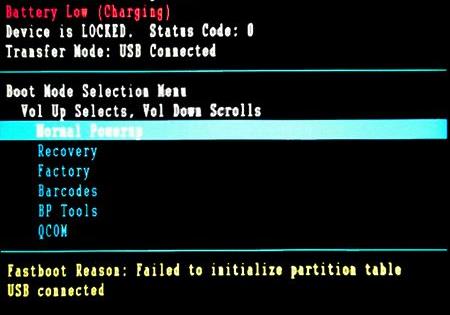 Battery Low (Charging)
Device is LOCKED. Status Code: 0
Transfer Mode: USB Connected
Boot Mode Selection Menu
Vol Up Selects, Vol Down Scrolls
Normal Powerup
Recovery
Factory
Barcodes
BP Tools
QCOM
Fastboot Reason: Failed to initialize partition table
USB connected